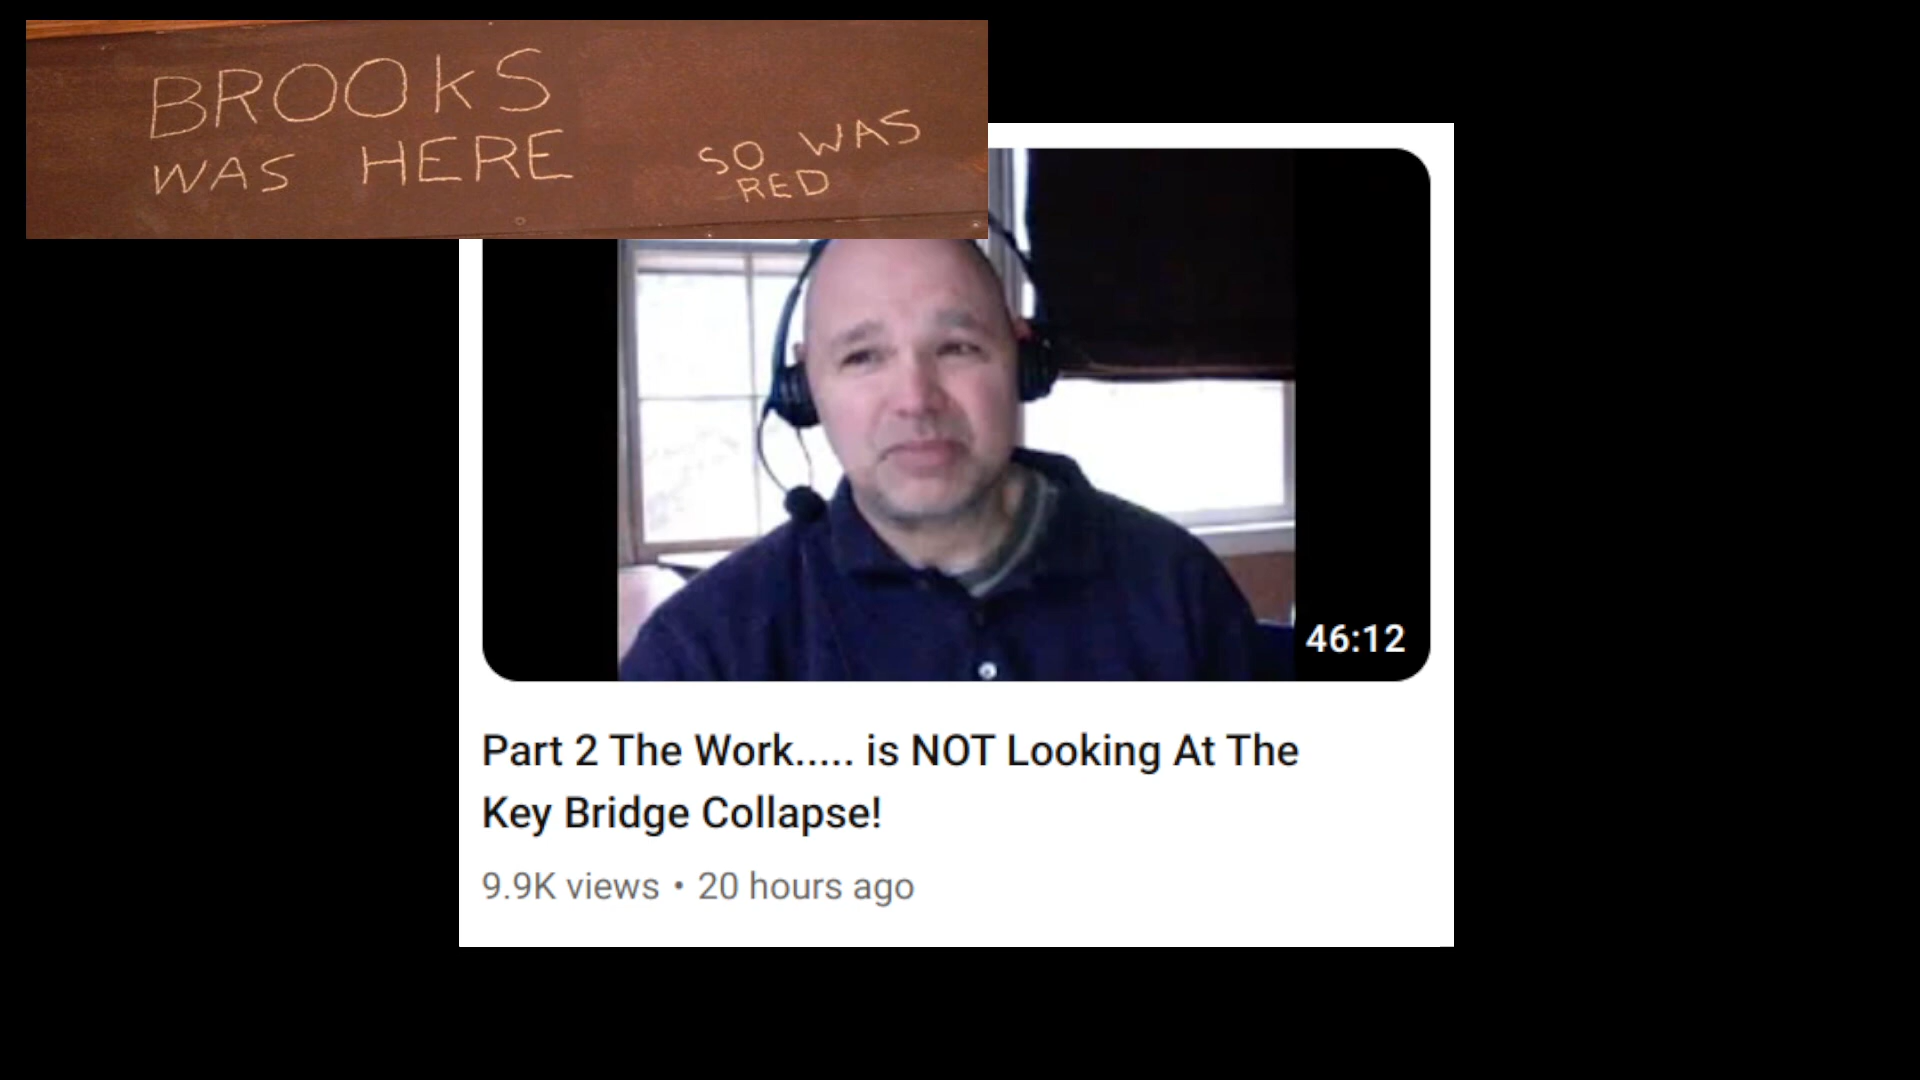 BROOKS
WAS HERE
SO WAS
RED
46:12
Part 2 The Work..... is NOT Looking At The
Key Bridge Collapse!
9.9K views • 20 hours ago